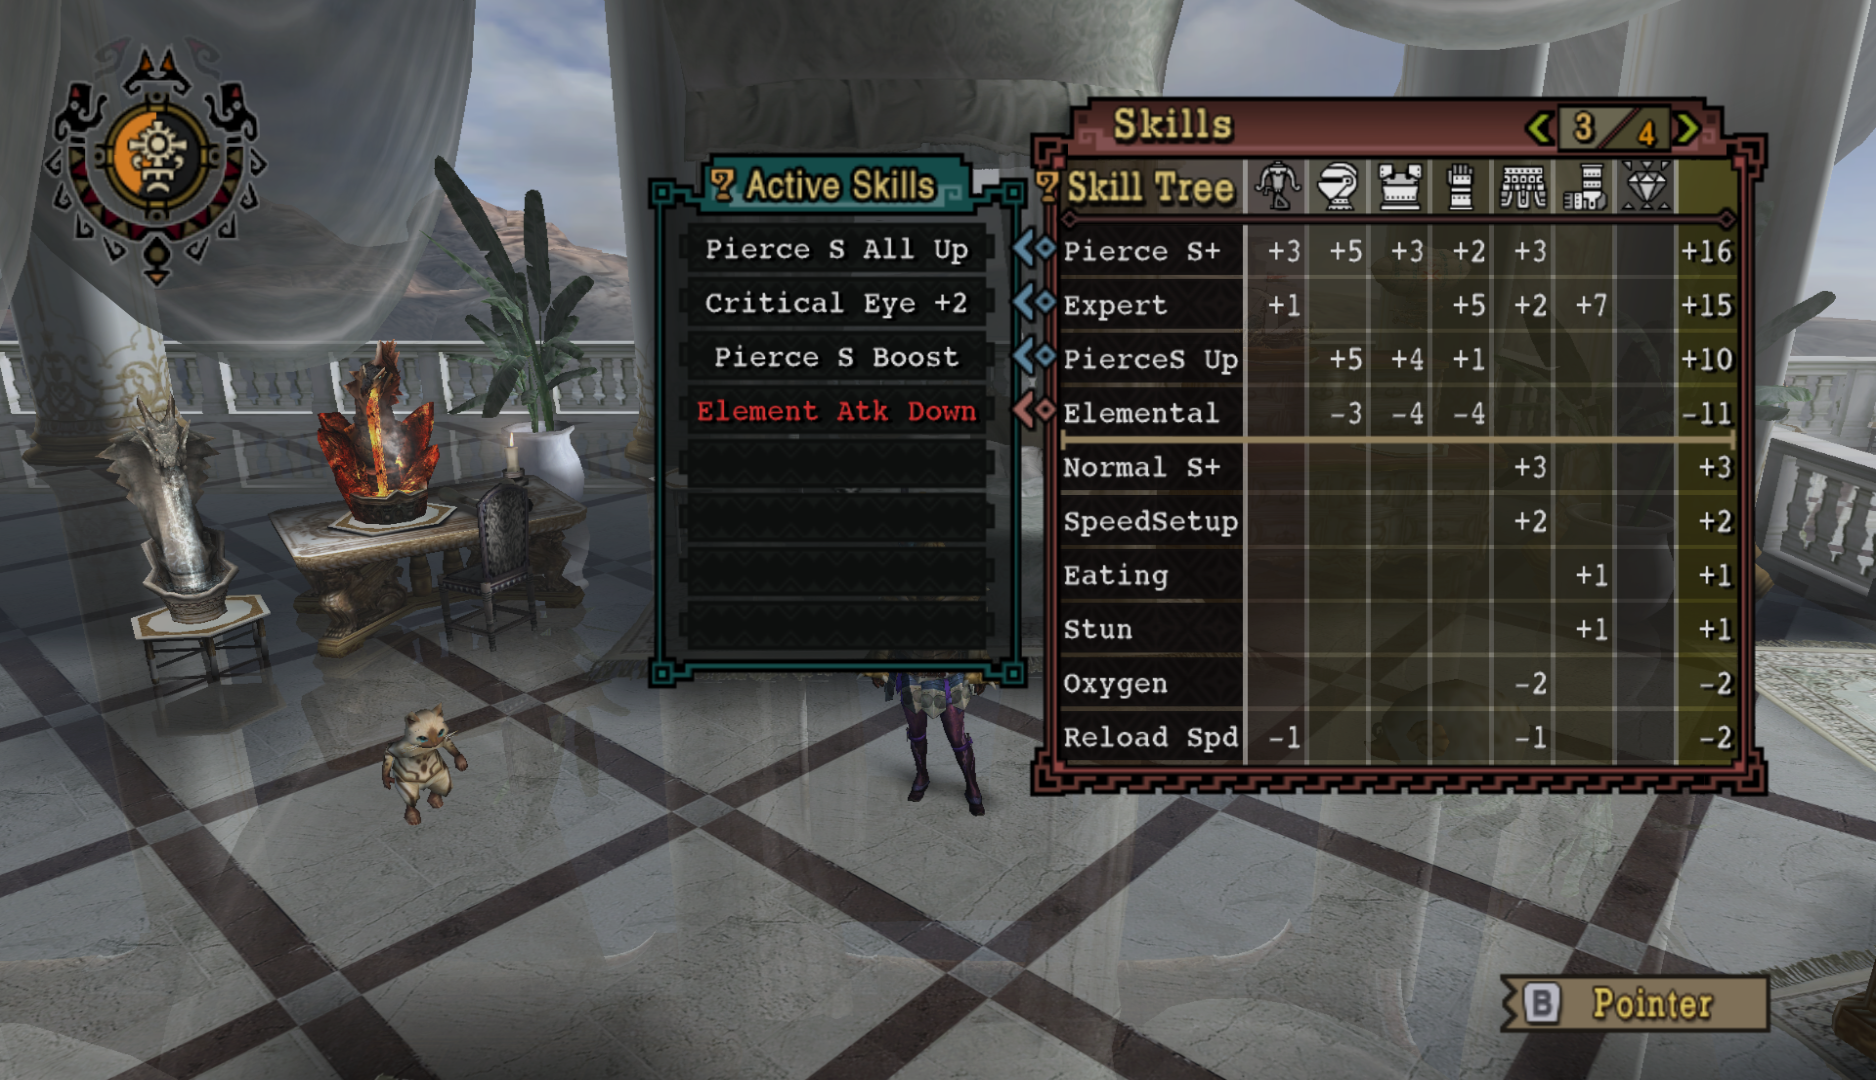 Skills
3/4
? Active Skills
Pierce S All Up
Critical Eye +2
Pierce S Boost
Element Atk Down
? Skill Tree
Pierce S+ +3 +5 +3 +2 +3 +16
Expert +1 +5 +2 +7 +15
PierceS Up +5 +4 +1 +10
Elemental -3 -4 -4 -11
Normal S+ +3 +3
SpeedSetup +2 +2
Eating +1 +1
Stun +1 +1
Oxygen -2 -2
Reload Spd -1 -1 -2
B Pointer